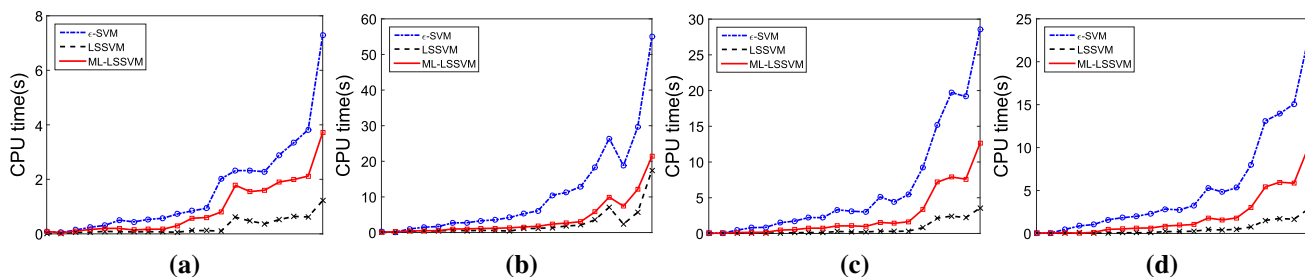 CPU time(s)
8
6
4
2
0
ϵ-SVM
LSSVM
ML-LSSVM
(a)
CPU time(s)
60
50
40
30
20
10
0
ϵ-SVM
LSSVM
ML-LSSVM
(b)
CPU time(s)
30
25
20
15
10
5
0
ϵ-SVM
LSSVM
ML-LSSVM
(c)
CPU time(s)
25
20
15
10
5
0
ϵ-SVM
LSSVM
ML-LSSVM
(d)